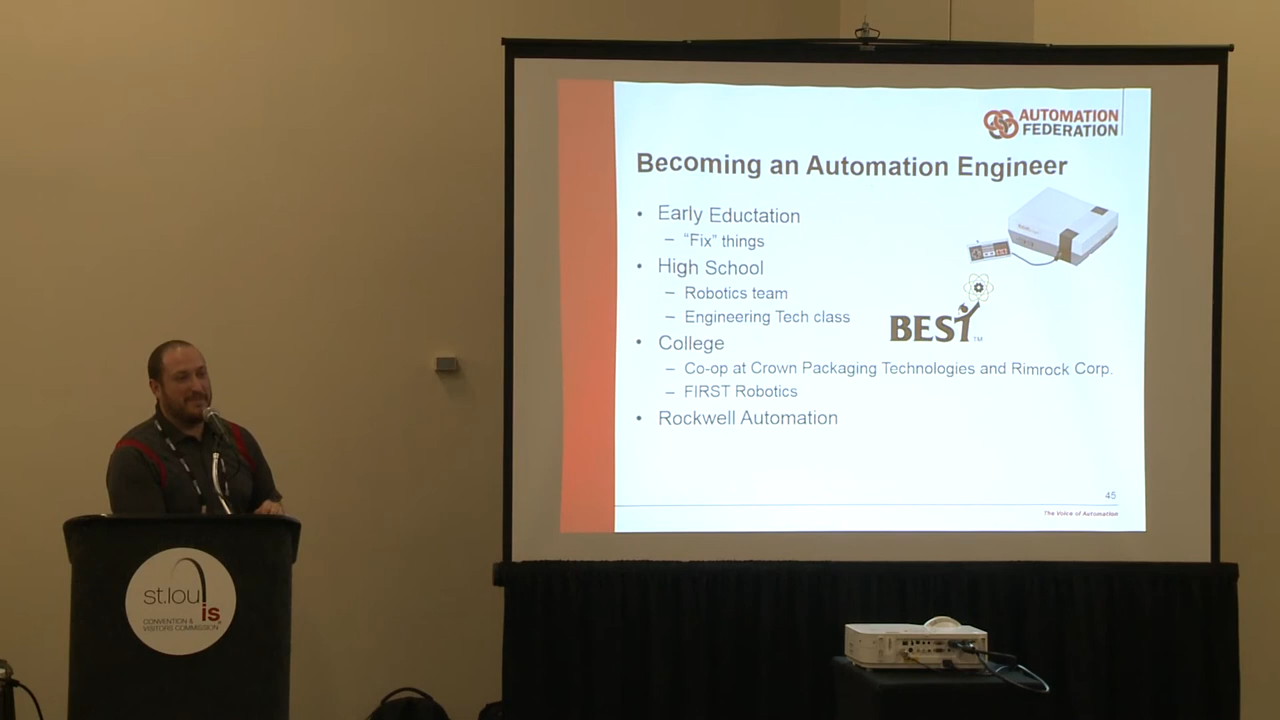 AUTOMATION
FEDERATION
Becoming an Automation Engineer
• Early Eductation
– “Fix” things
• High School
– Robotics team
– Engineering Tech class
BEST™
• College
– Co-op at Crown Packaging Technologies and Rimrock Corp.
– FIRST Robotics
• Rockwell Automation
45
The Voice of Automation
st.louis
CONVENTION &
VISITORS COMMISSION